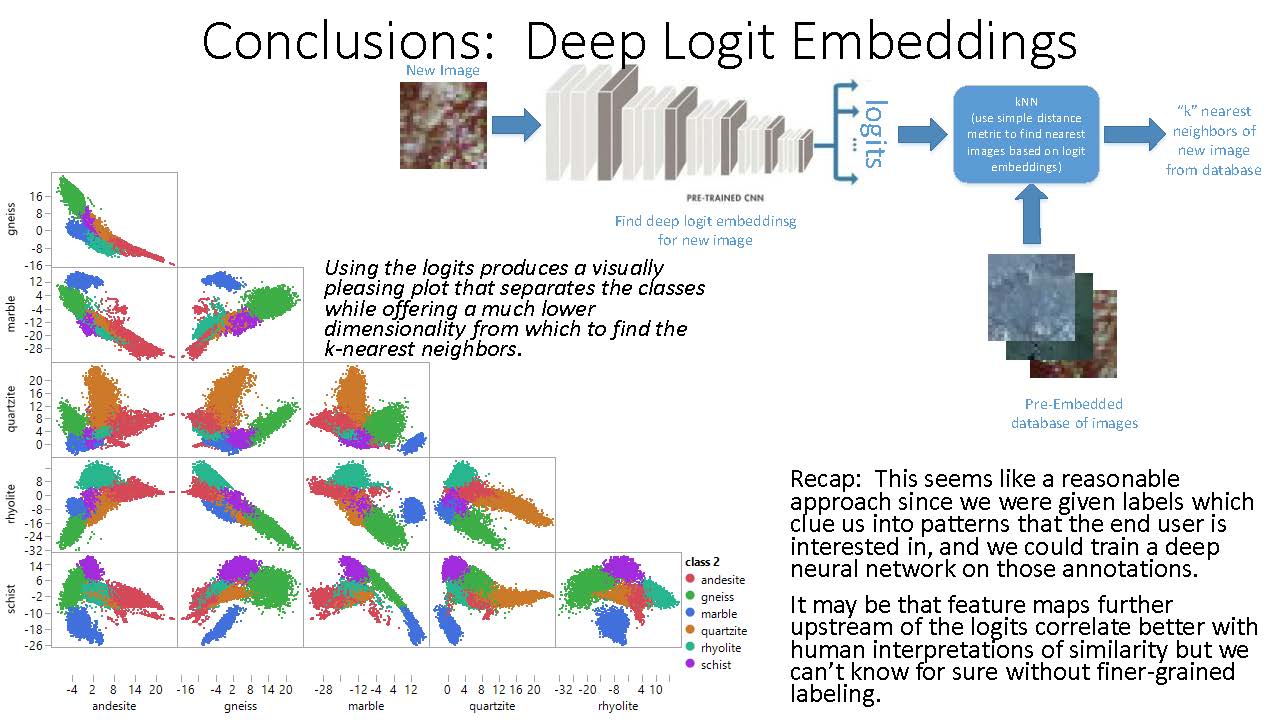 Conclusions:  Deep Logit Embeddings
New Image
logits
kNN
(use simple distance
metric to find nearest
images based on logit
embeddings)
“k” nearest
neighbors of
new image
from database
PRE-TRAINED CNN
Find deep logit embeddinsg
for new image
Pre-Embedded
database of images
Using the logits produces a visually
pleasing plot that separates the classes
while offering a much lower
dimensionality from which to find the
k-nearest neighbors.
gneiss
16
8
0
-8
-16
marble
12
4
-4
-12
-20
-28
quartzite
20
16
12
8
4
0
rhyolite
8
0
-8
-16
-24
-32
schist
14
6
-2
-10
-18
-26
-4 2 8 14 20
-16 -4 2 8 14 20
-28 -12 -4 4 12
0 4 8 12 16 20
-32 -20 -8 4 10
andesite
gneiss
marble
quartzite
rhyolite
class 2
andesite
gneiss
marble
quartzite
rhyolite
schist
Recap:  This seems like a reasonable
approach since we were given labels which
clue us into patterns that the end user is
interested in, and we could train a deep
neural network on those annotations.
It may be that feature maps further
upstream of the logits correlate better with
human interpretations of similarity but we
can’t know for sure without finer-grained
labeling.